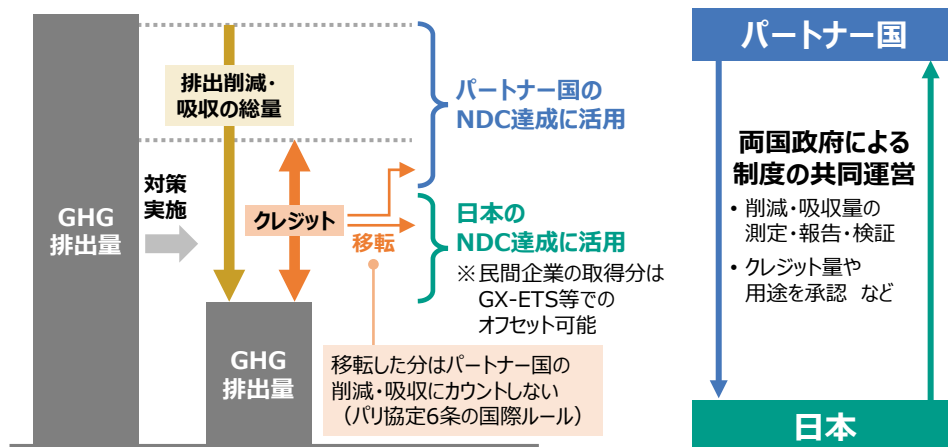 GHG
排出量
対策
実施
排出削減・
吸収の総量
クレジット
移転
GHG
排出量
パートナー国の
NDC達成に活用
日本の
NDC達成に活用
※民間企業の取得分は
GX-ETS等での
オフセット可能
移転した分はパートナー国の
削減・吸収にカウントしない
（パリ協定6条の国際ルール）
パートナー国
両国政府による
制度の共同運営
・削減・吸収量の
測定・報告・検証
・クレジット量や
用途を承認 など
日本